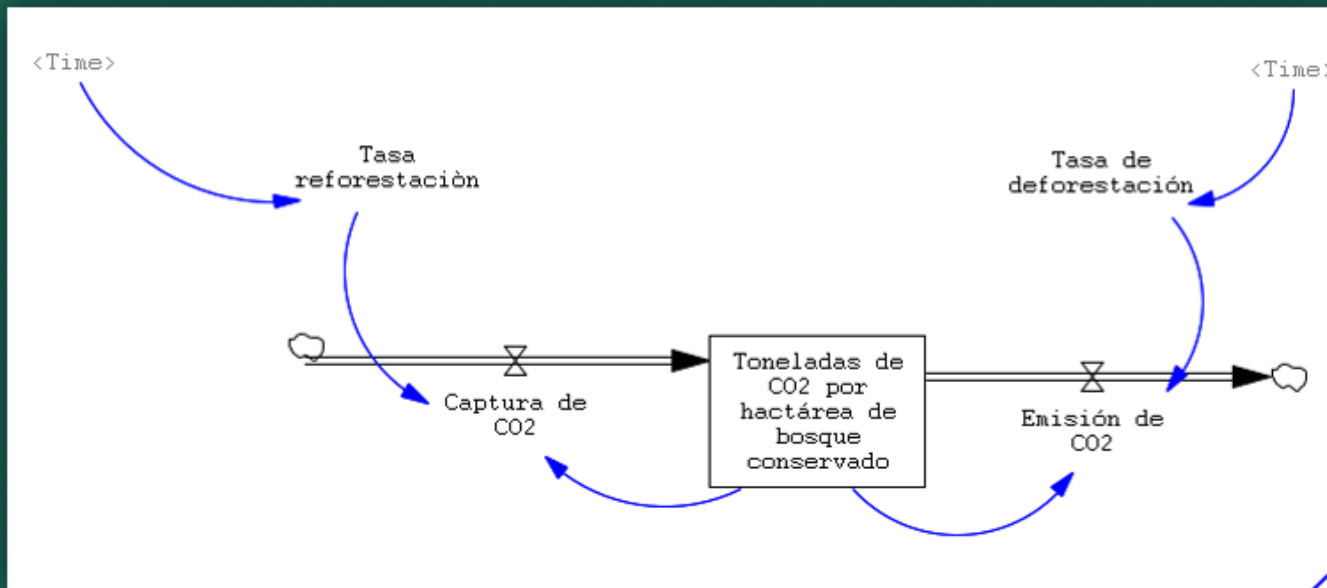 <Time>
<Time>
Tasa
reforestaciòn
Tasa de
deforestación
Captura de
CO2
Toneladas de
CO2 por
hactárea de
bosque
conservado
Emisión de
CO2